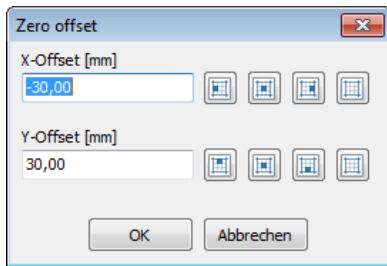 Zero offset
X-Offset [mm]
-30,00
Y-Offset [mm]
30,00
OK
Abbrechen